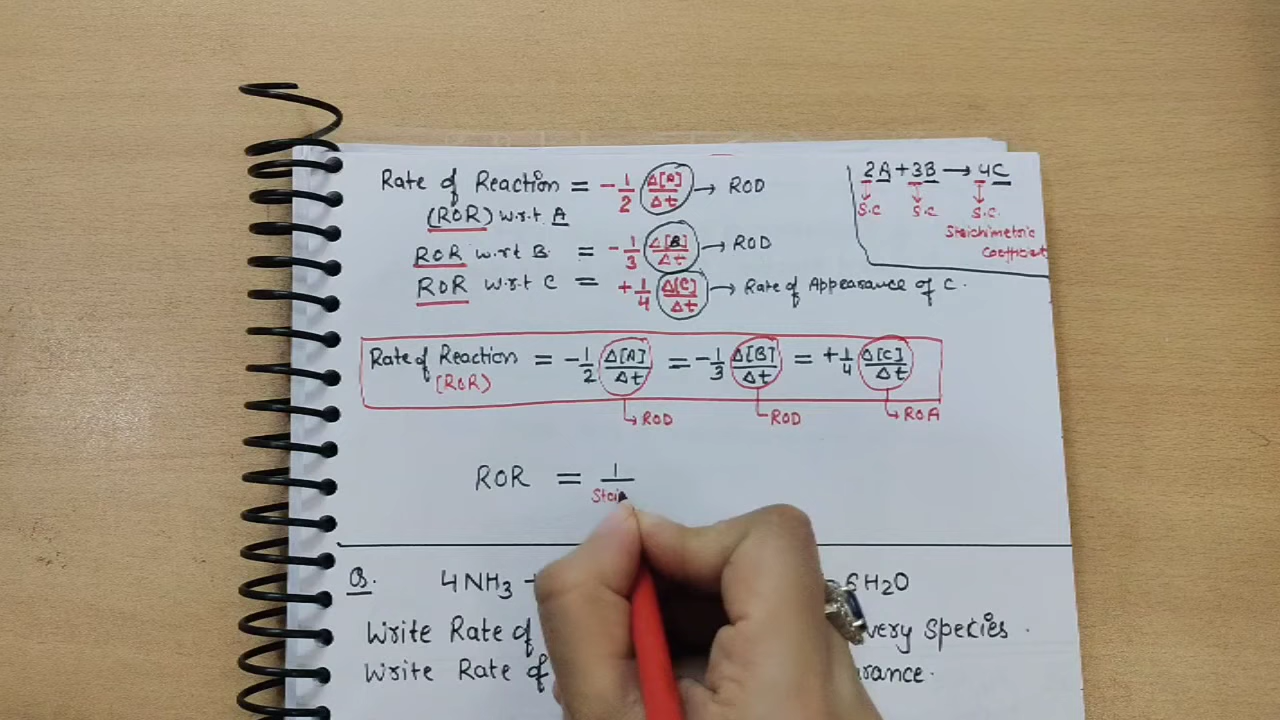 Rate of Reaction = -1/2 Δ[A]/Δt → ROD
(ROR) w.r.t A
ROR w.r.t B = -1/3 Δ[B]/Δt → ROD
ROR w.r.t C = +1/4 Δ[C]/Δt → Rate of Appearance of C.
2A + 3B → 4C
S.C S.C S.C.
Stoichimetric
Coefficient
Rate of Reaction = -1/2 Δ[A]/Δt = -1/3 Δ[B]/Δt = +1/4 Δ[C]/Δt
(ROR)
ROD ROD ROA
ROR = 1/
Q. 4NH3 6H2O
Write Rate of very species.
Write Rate of